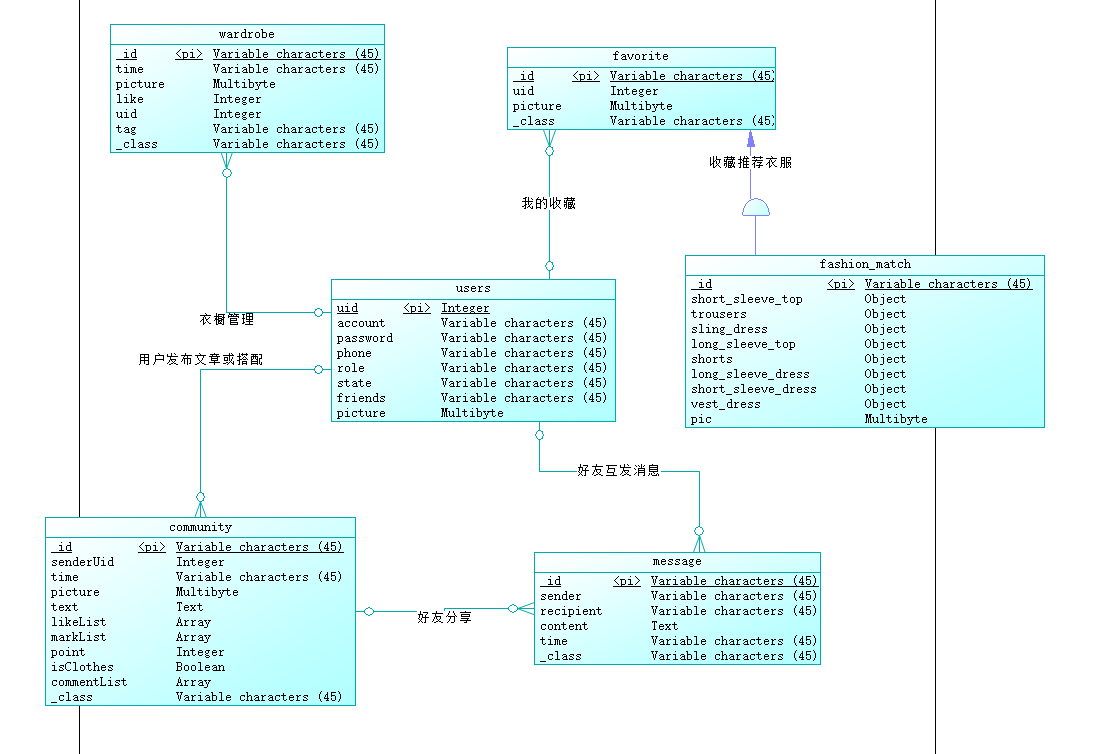 wardrobe
_id <pi> Variable characters (45)
time Variable characters (45)
picture Multibyte
like Integer
uid Integer
tag Variable characters (45)
_class Variable characters (45)
favorite
_id <pi> Variable characters (45)
uid Integer
picture Multibyte
_class Variable characters (45)
收藏推荐衣服
我的收藏
fashion_match
_id <pi> Variable characters (45)
short_sleeve_top Object
trousers Object
sling_dress Object
long_sleeve_top Object
shorts Object
long_sleeve_dress Object
short_sleeve_dress Object
vest_dress Object
pic Multibyte
users
uid <pi> Integer
account Variable characters (45)
password Variable characters (45)
phone Variable characters (45)
role Variable characters (45)
state Variable characters (45)
friends Variable characters (45)
picture Multibyte
衣橱管理
用户发布文章或搭配
好友互发消息
community
_id <pi> Variable characters (45)
senderUid Integer
time Variable characters (45)
picture Multibyte
text Text
likeList Array
markList Array
point Integer
isClothes Boolean
commentList Array
_class Variable characters (45)
好友分享
message
_id <pi> Variable characters (45)
sender Variable characters (45)
recipient Variable characters (45)
content Text
time Variable characters (45)
_class Variable characters (45)